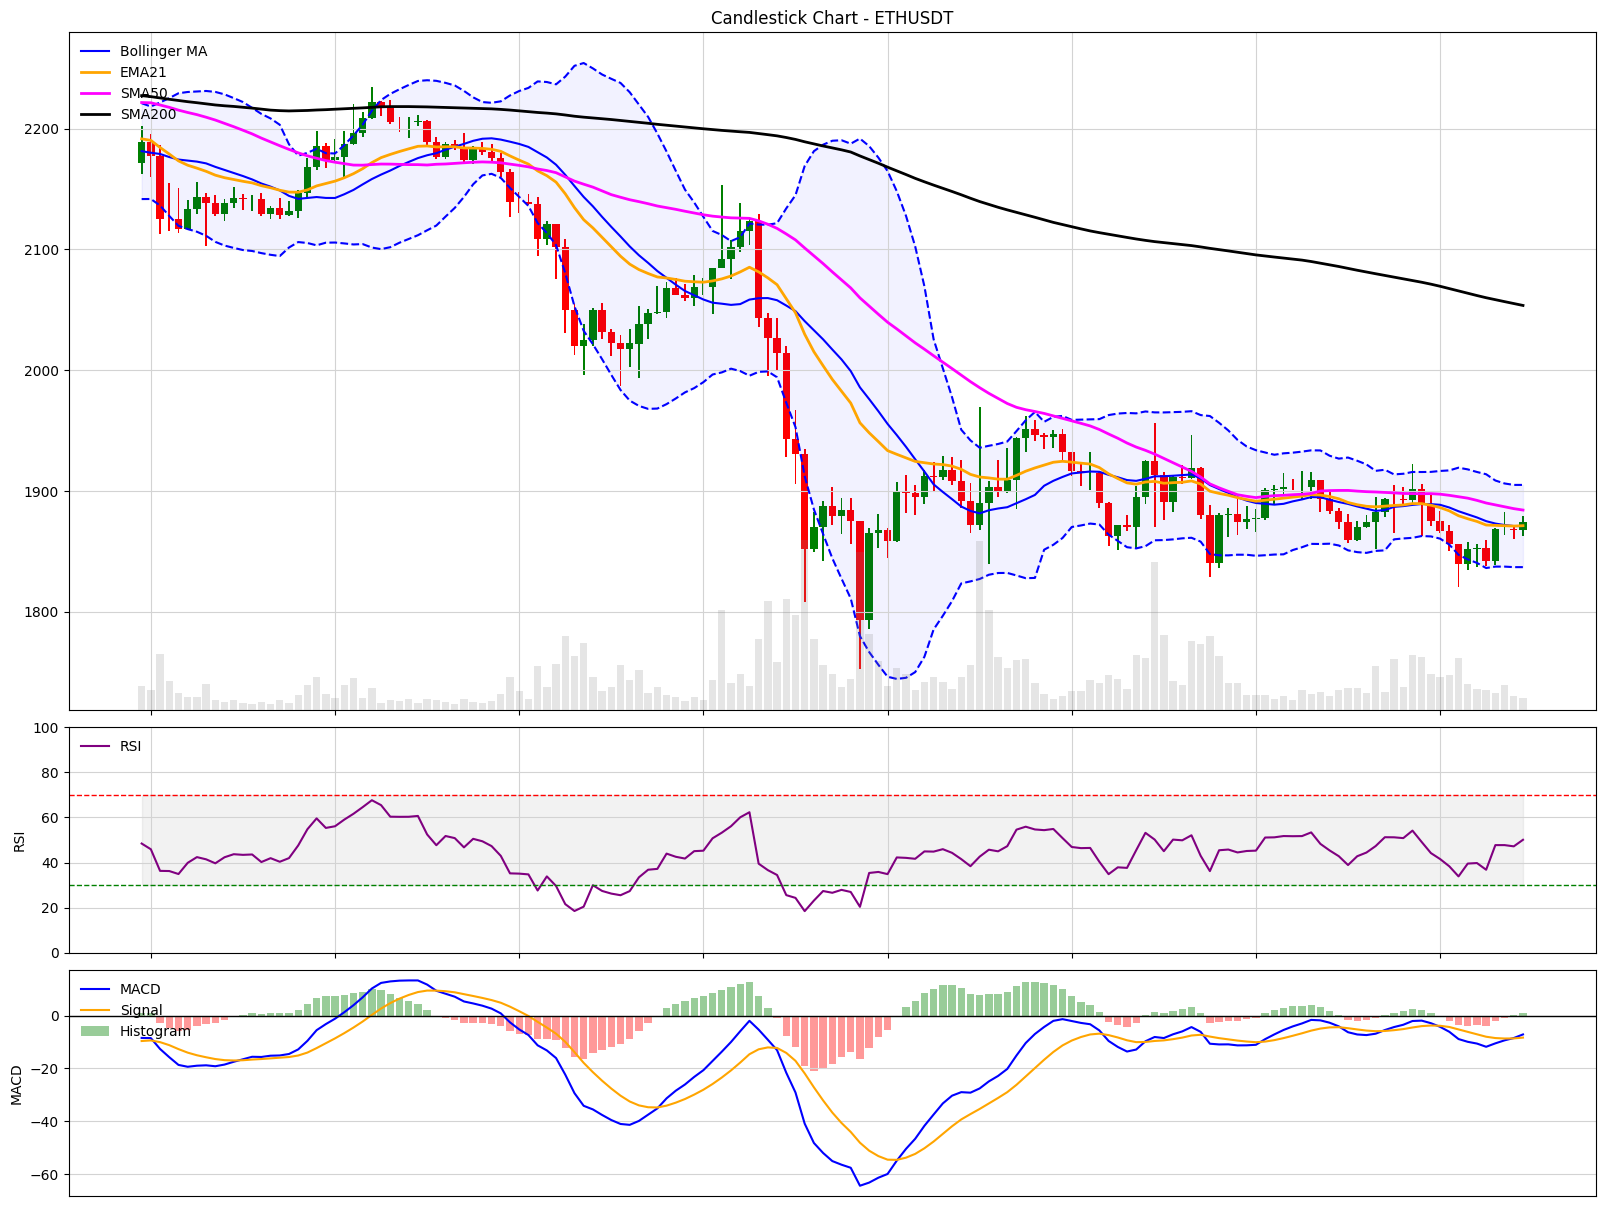 Candlestick Chart - ETHUSDT
Bollinger MA
EMA21
SMA50
SMA200
2200
2100
2000
1900
1800
RSI
100
80
60
40
20
0
RSI
MACD
Signal
Histogram
0
−20
−40
−60
MACD